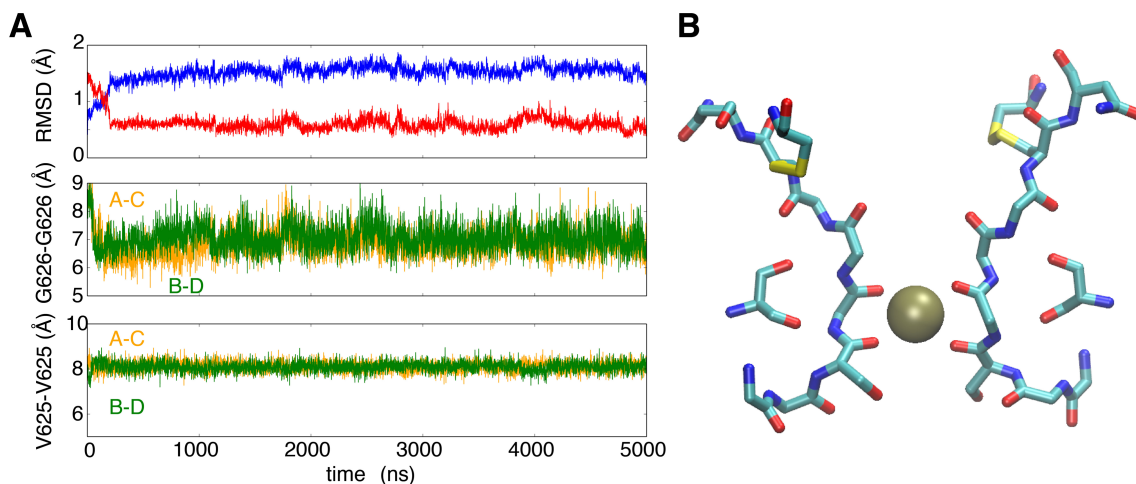 A
B
RMSD (Å)
2
1
0
G626-G626 (Å)
9
8
7
6
5
A-C
B-D
V625-V625 (Å)
10
8
6
A-C
B-D
0 1000 2000 3000 4000 5000
time (ns)